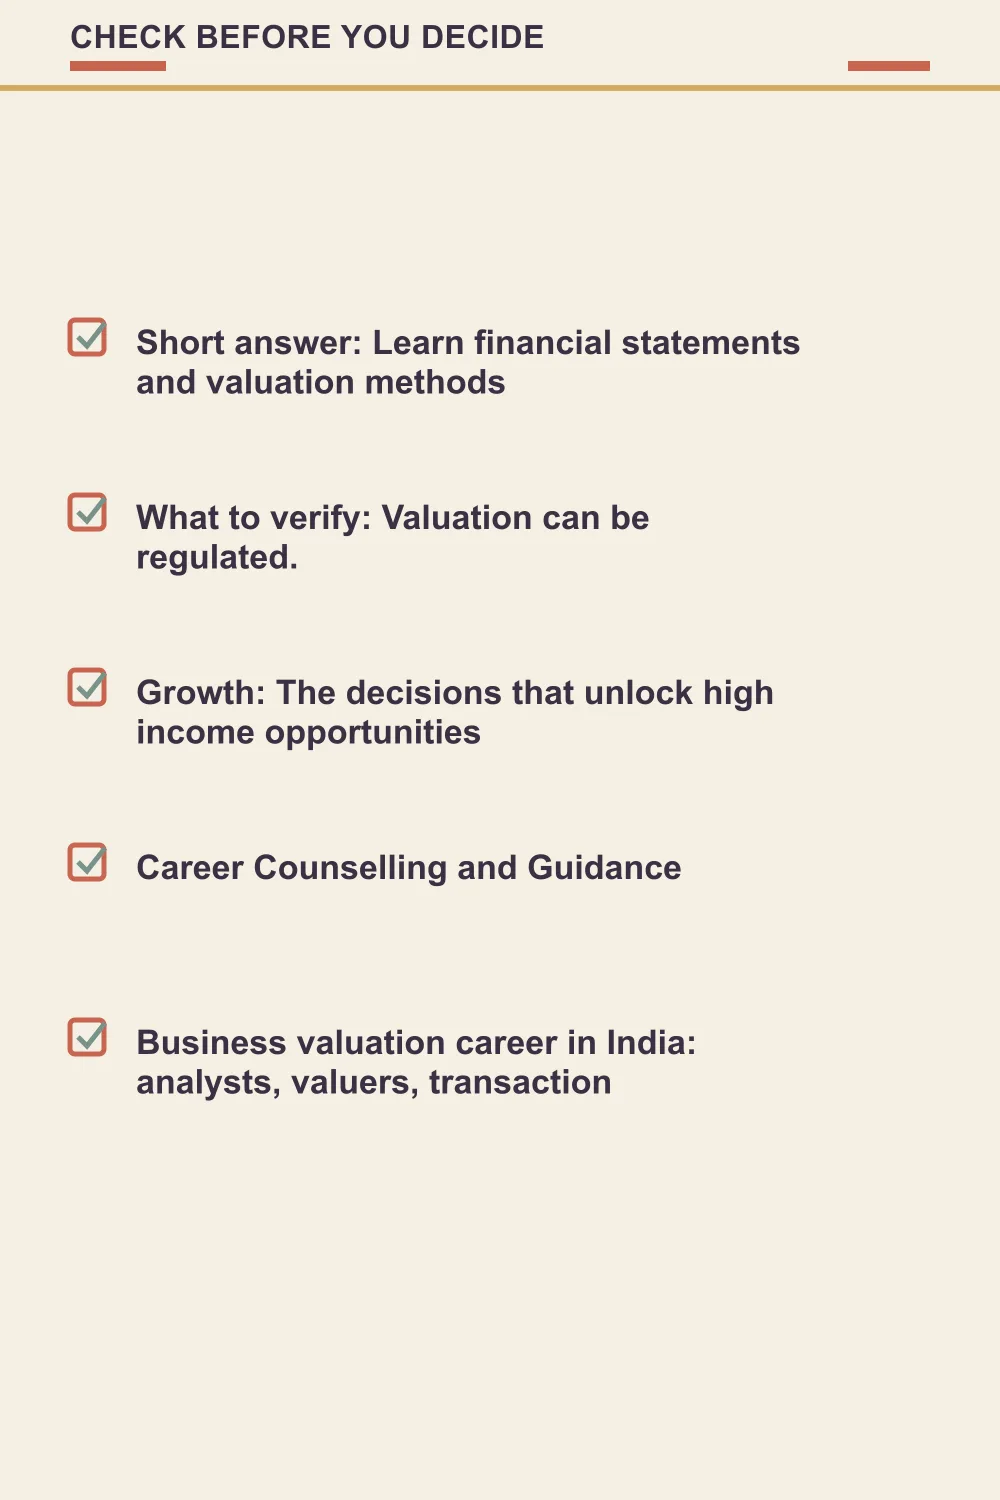 CHECK BEFORE YOU DECIDE
Short answer: Learn financial statements
and valuation methods
What to verify: Valuation can be
regulated.
Growth: The decisions that unlock high
income opportunities
Career Counselling and Guidance
Business valuation career in India:
analysts, valuers, transaction